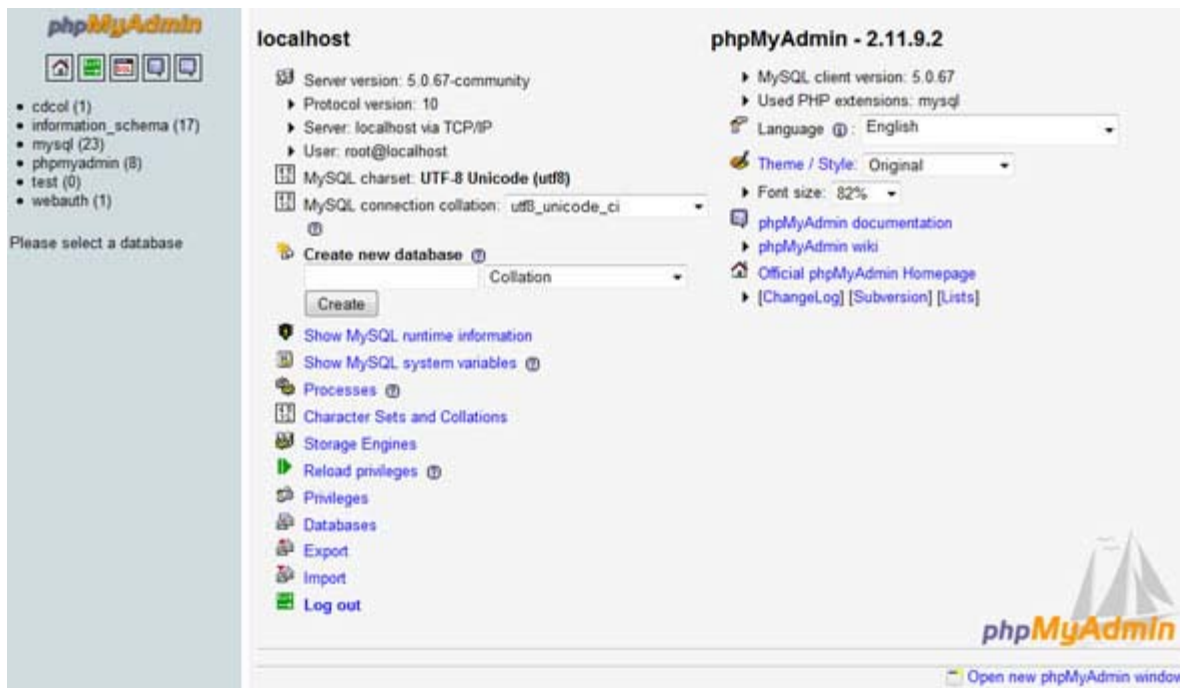 phpMyAdmin
cdcol (1)
information_schema (17)
mysql (23)
phpmyadmin (8)
test (0)
webauth (1)
Please select a database
localhost
Server version: 5.0.67-community
Protocol version: 10
Server: localhost via TCP/IP
User: root@localhost
MySQL charset: UTF-8 Unicode (utf8)
MySQL connection collation: utf8_unicode_ci
Create new database
Collation
Create
Show MySQL runtime information
Show MySQL system variables
Processes
Character Sets and Collations
Storage Engines
Reload privileges
Privileges
Databases
Export
Import
Log out
phpMyAdmin - 2.11.9.2
MySQL client version: 5.0.67
Used PHP extensions: mysql
Language : English
Theme / Style: Original
Font size: 82%
phpMyAdmin documentation
phpMyAdmin wiki
Official phpMyAdmin Homepage
[ChangeLog] [Subversion] [Lists]
phpMyAdmin
Open new phpMyAdmin window